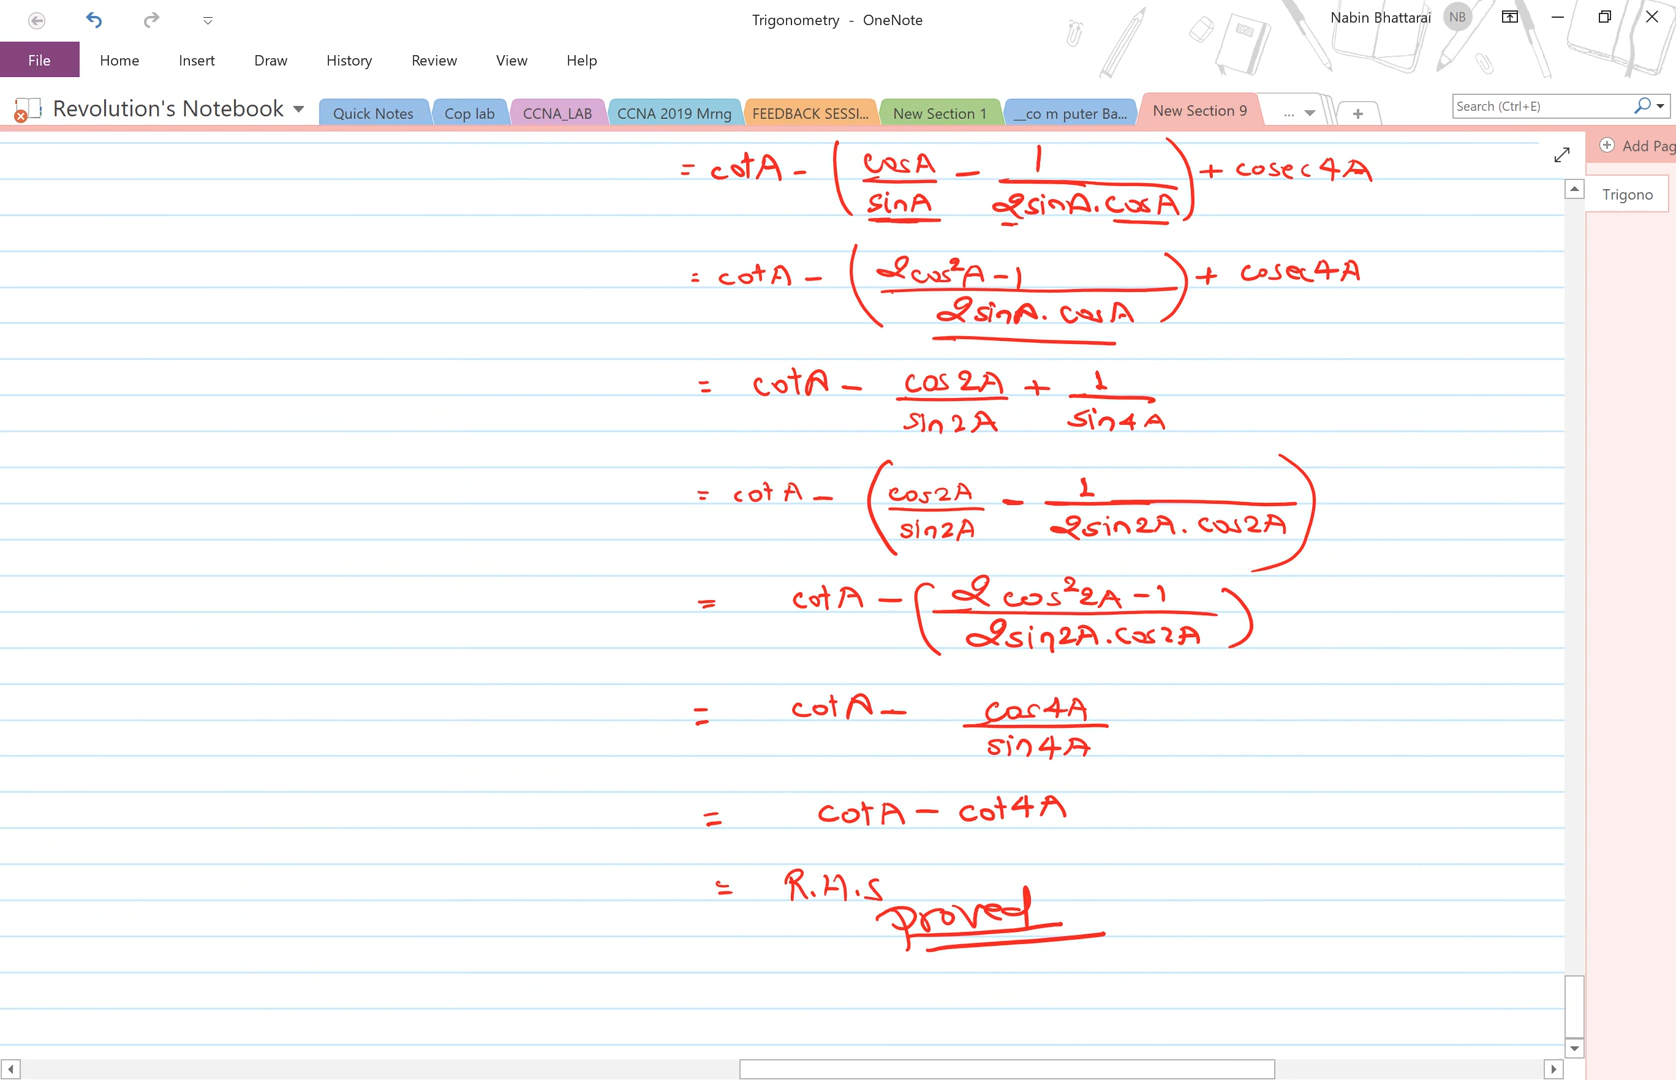 Trigonometry - OneNote
Nabin Bhattarai NB
File Home Insert Draw History Review View Help
Revolution's Notebook Quick Notes Cop lab CCNA_LAB CCNA 2019 Mrng FEEDBACK SESSI... New Section 1 __co m puter Ba... New Section 9 ... Search (Ctrl+E)
Add Pag
Trigono
= cotA - (cosA/sinA - 1/2sinA.cosA) + cosec4A
= cotA - (2cos²A-1/2sinA.cosA) + cosec4A
= cotA - cos2A/sin2A + 1/sin4A
= cotA - (cos2A/sin2A - 1/2sin2A.cos2A)
= cotA - (2cos²2A-1/2sin2A.cos2A)
= cotA - cos4A/sin4A
= cotA - cot4A
= R.H.S
Proved